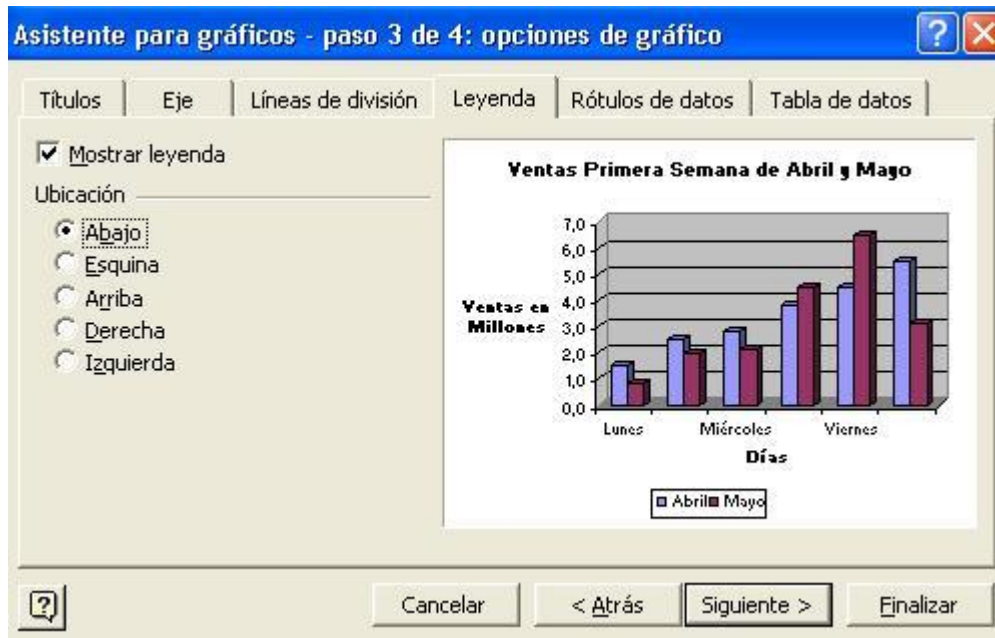 Asistente para gráficos - paso 3 de 4: opciones de gráfico
Títulos Eje Líneas de división Leyenda Rótulos de datos Tabla de datos
Mostrar leyenda
Ubicación
Abajo
Esquina
Arriba
Derecha
Izquierda
Ventas Primera Semana de Abril y Mayo
7,0
6,0
5,0
4,0
3,0
2,0
1,0
0,0
Ventas en
Millones
Lunes Miércoles Viernes
Días
Abril Mayo
Cancelar < Atrás Siguiente > Finalizar